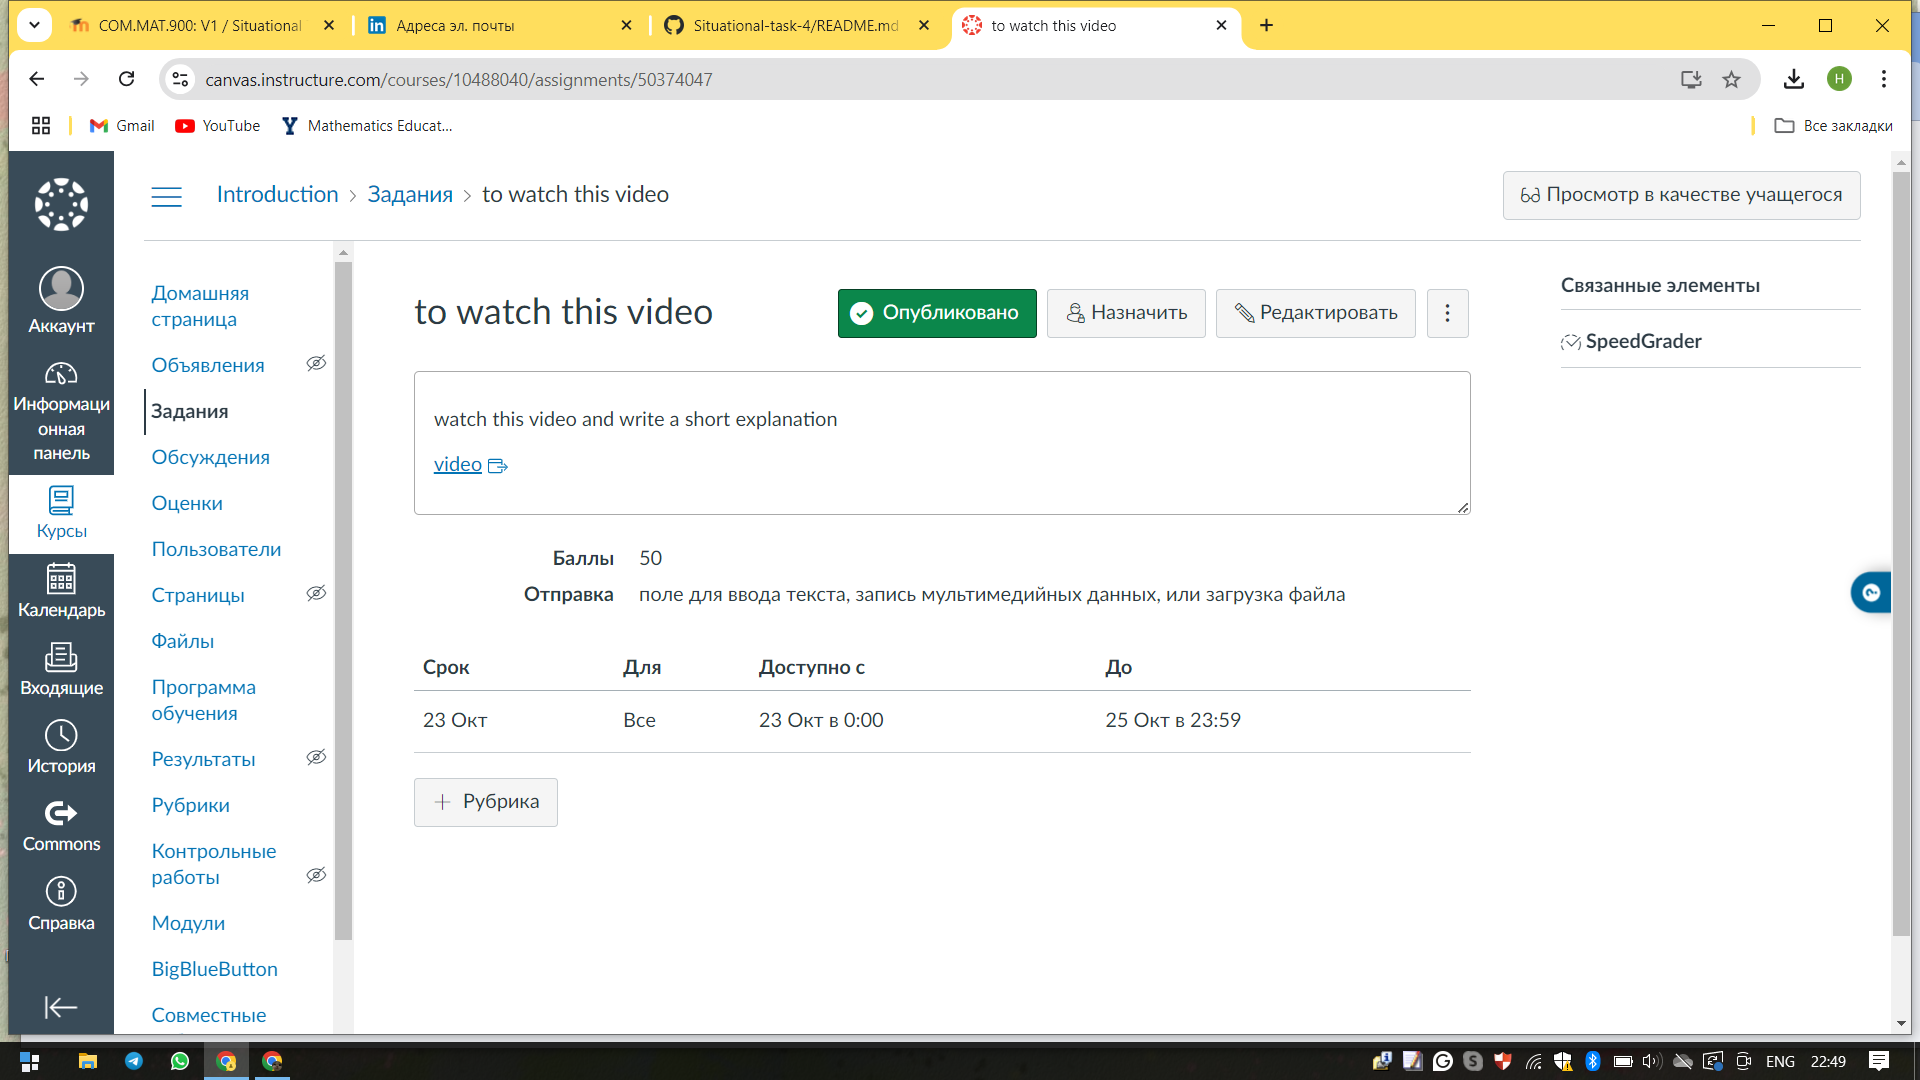 COM.MAT.900: V1 / Situational
Адреса эл. почты
Situational-task-4/README.md
to watch this video
canvas.instructure.com/courses/10488040/assignments/50374047
H
Gmail
YouTube
Mathematics Educat...
Все закладки
Introduction
Задания
to watch this video
Просмотр в качестве учащегося
Аккаунт
Информаци
онная
панель
Курсы
Календарь
Входящие
История
Commons
Справка
Домашняя
страница
Объявления
Задания
Обсуждения
Оценки
Пользователи
Страницы
Файлы
Программа
обучения
Результаты
Рубрики
Контрольные
работы
Модули
BigBlueButton
Совместные
to watch this video
Опубликовано
Назначить
Редактировать
watch this video and write a short explanation
video
Баллы 50
Отправка поле для ввода текста, запись мультимедийных данных, или загрузка файла
Срок Для Доступно с До
23 Окт Все 23 Окт в 0:00 25 Окт в 23:59
+ Рубрика
Связанные элементы
SpeedGrader
ENG 22:49